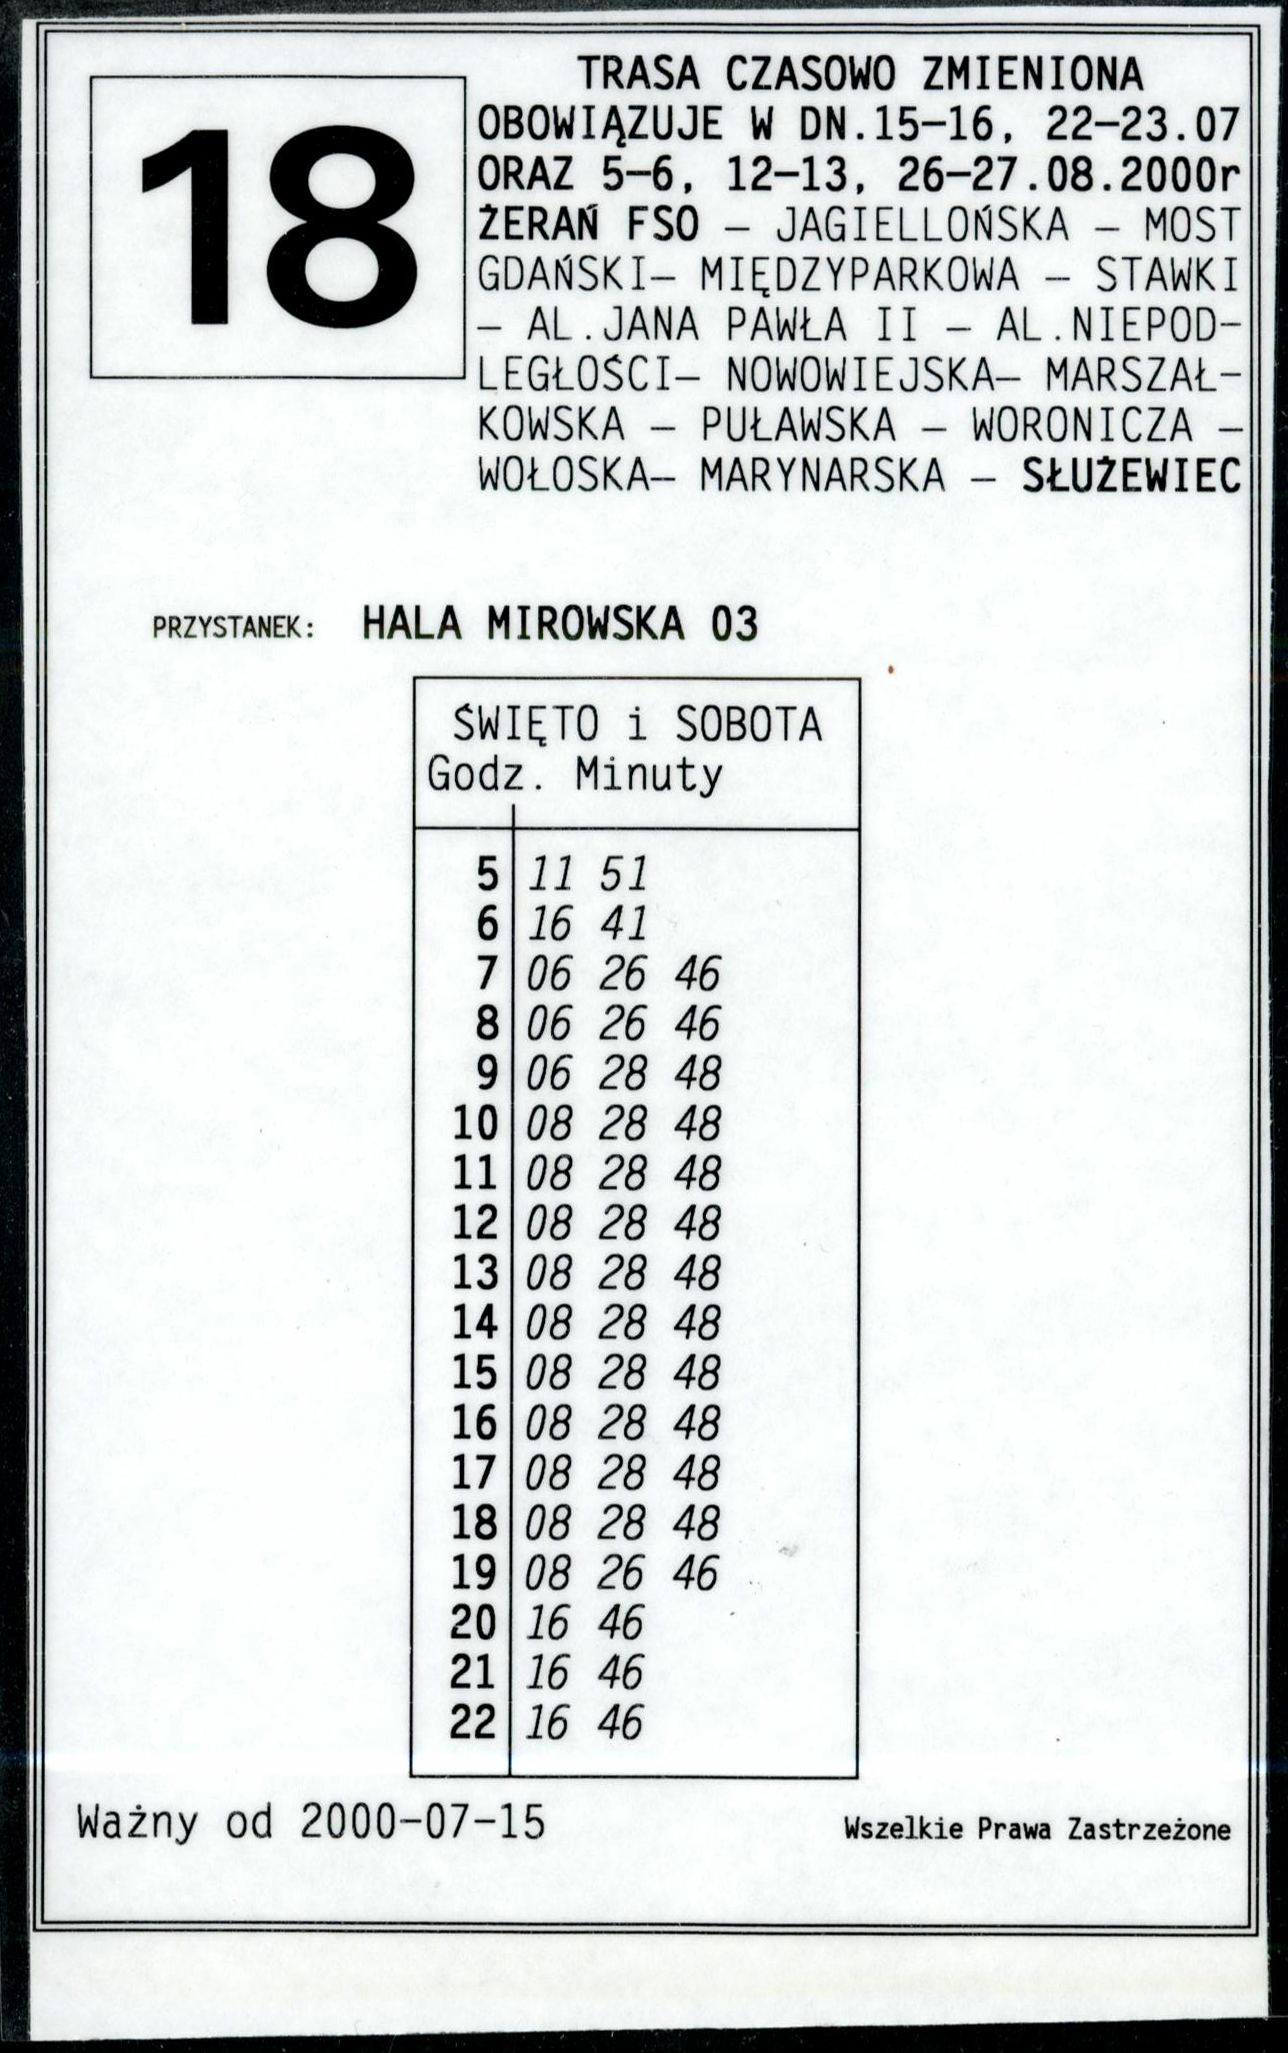 18
TRASA CZASOWO ZMIENIONA
OBOWIĄZUJE W DN.15-16, 22-23.07
ORAZ 5-6, 12-13, 26-27.08.2000r
ŻERAŃ FSO - JAGIELLOŃSKA - MOST
GDAŃSKI- MIĘDZYPARKOWA - STAWKI
- AL.JANA PAWŁA II - AL.NIEPOD-
LEGŁOŚCI- NOWOWIEJSKA- MARSZAŁ-
KOWSKA - PUŁAWSKA - WORONICZA -
WOŁOSKA- MARYNARSKA - SŁUŻEWIEC
PRZYSTANEK: HALA MIROWSKA 03
ŚWIĘTO i SOBOTA
Godz. Minuty
5 11 51
6 16 41
7 06 26 46
8 06 26 46
9 06 28 48
10 08 28 48
11 08 28 48
12 08 28 48
13 08 28 48
14 08 28 48
15 08 28 48
16 08 28 48
17 08 28 48
18 08 28 48
19 08 26 46
20 16 46
21 16 46
22 16 46
Ważny od 2000-07-15
Wszelkie Prawa Zastrzeżone